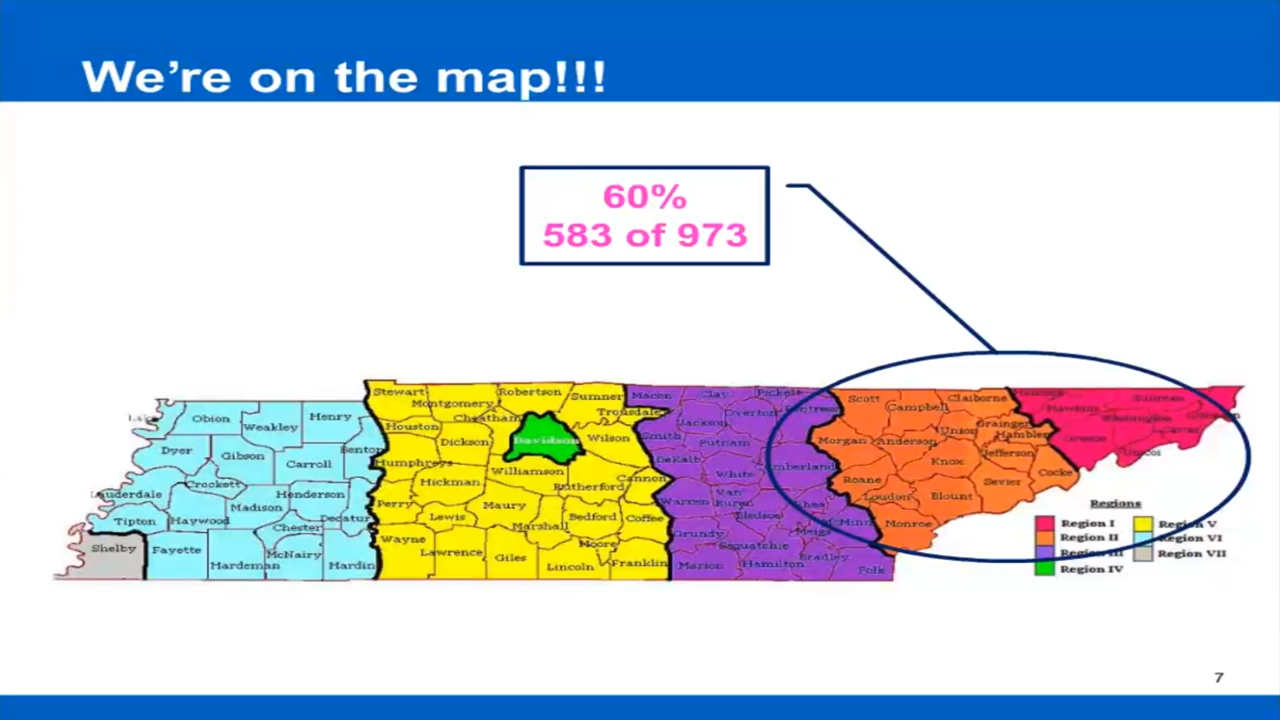 We're on the map!!!
60%
583 of 973
Stewart
Robertson
Sumner
Macon
Clay
Pickett
Scott
Claiborne
Montgomery
Campbell
Obion
Henry
Weakley
Houston
Cheatham
Trousdale
Overton
Jackson
Union
Grainger
Hamblen
Dickson
Davidson
Wilson
Smith
Putnam
Morgan
Anderson
Dyer
Gibson
Carroll
Benton
Humphreys
Williamson
DeKalb
Knox
Jefferson
Unicoi
Crockett
Hickman
Rutherford
Cannon
White
Cumberland
Roane
Sevier
Cocke
Lauderdale
Madison
Henderson
Perry
Maury
Warren
Van Buren
Rhea
Loudon
Blount
Tipton
Haywood
Chester
Decatur
Lewis
Marshall
Bedford
Coffee
Bledsoe
McMinn
Monroe
Shelby
Fayette
Hardeman
McNairy
Hardin
Wayne
Lawrence
Giles
Moore
Lincoln
Franklin
Grundy
Sequatchie
Meigs
Marion
Hamilton
Bradley
Polk
Regions
Region I
Region V
Region II
Region VI
Region III
Region VII
Region IV
7